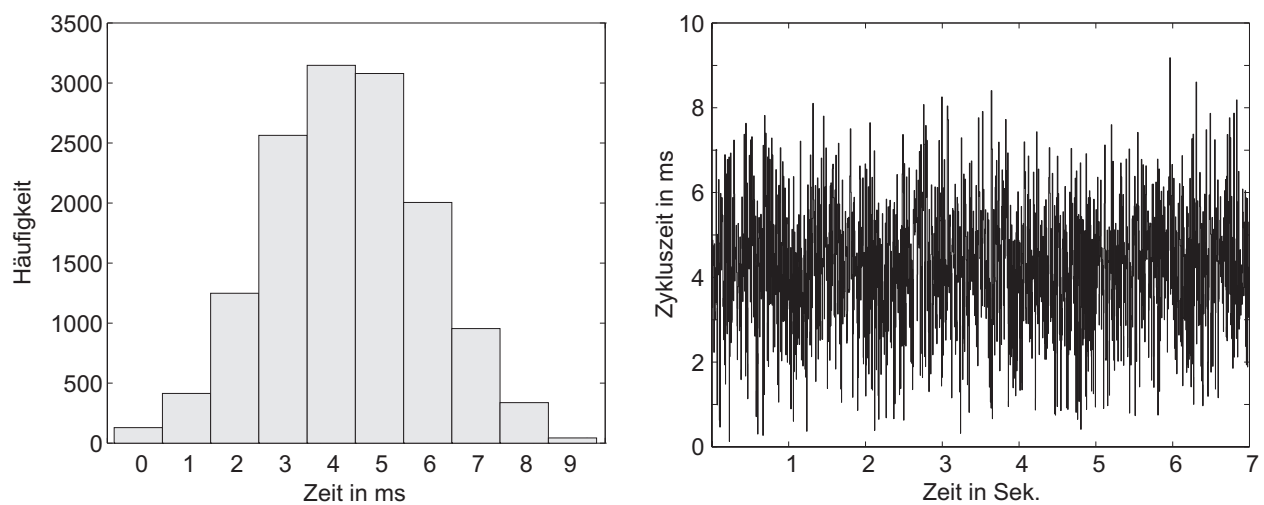 3500
3000
2500
2000
1500
1000
500
0
Häufigkeit
0 1 2 3 4 5 6 7 8 9
Zeit in ms
10
8
6
4
2
0
Zykluszeit in ms
1 2 3 4 5 6 7
Zeit in Sek.